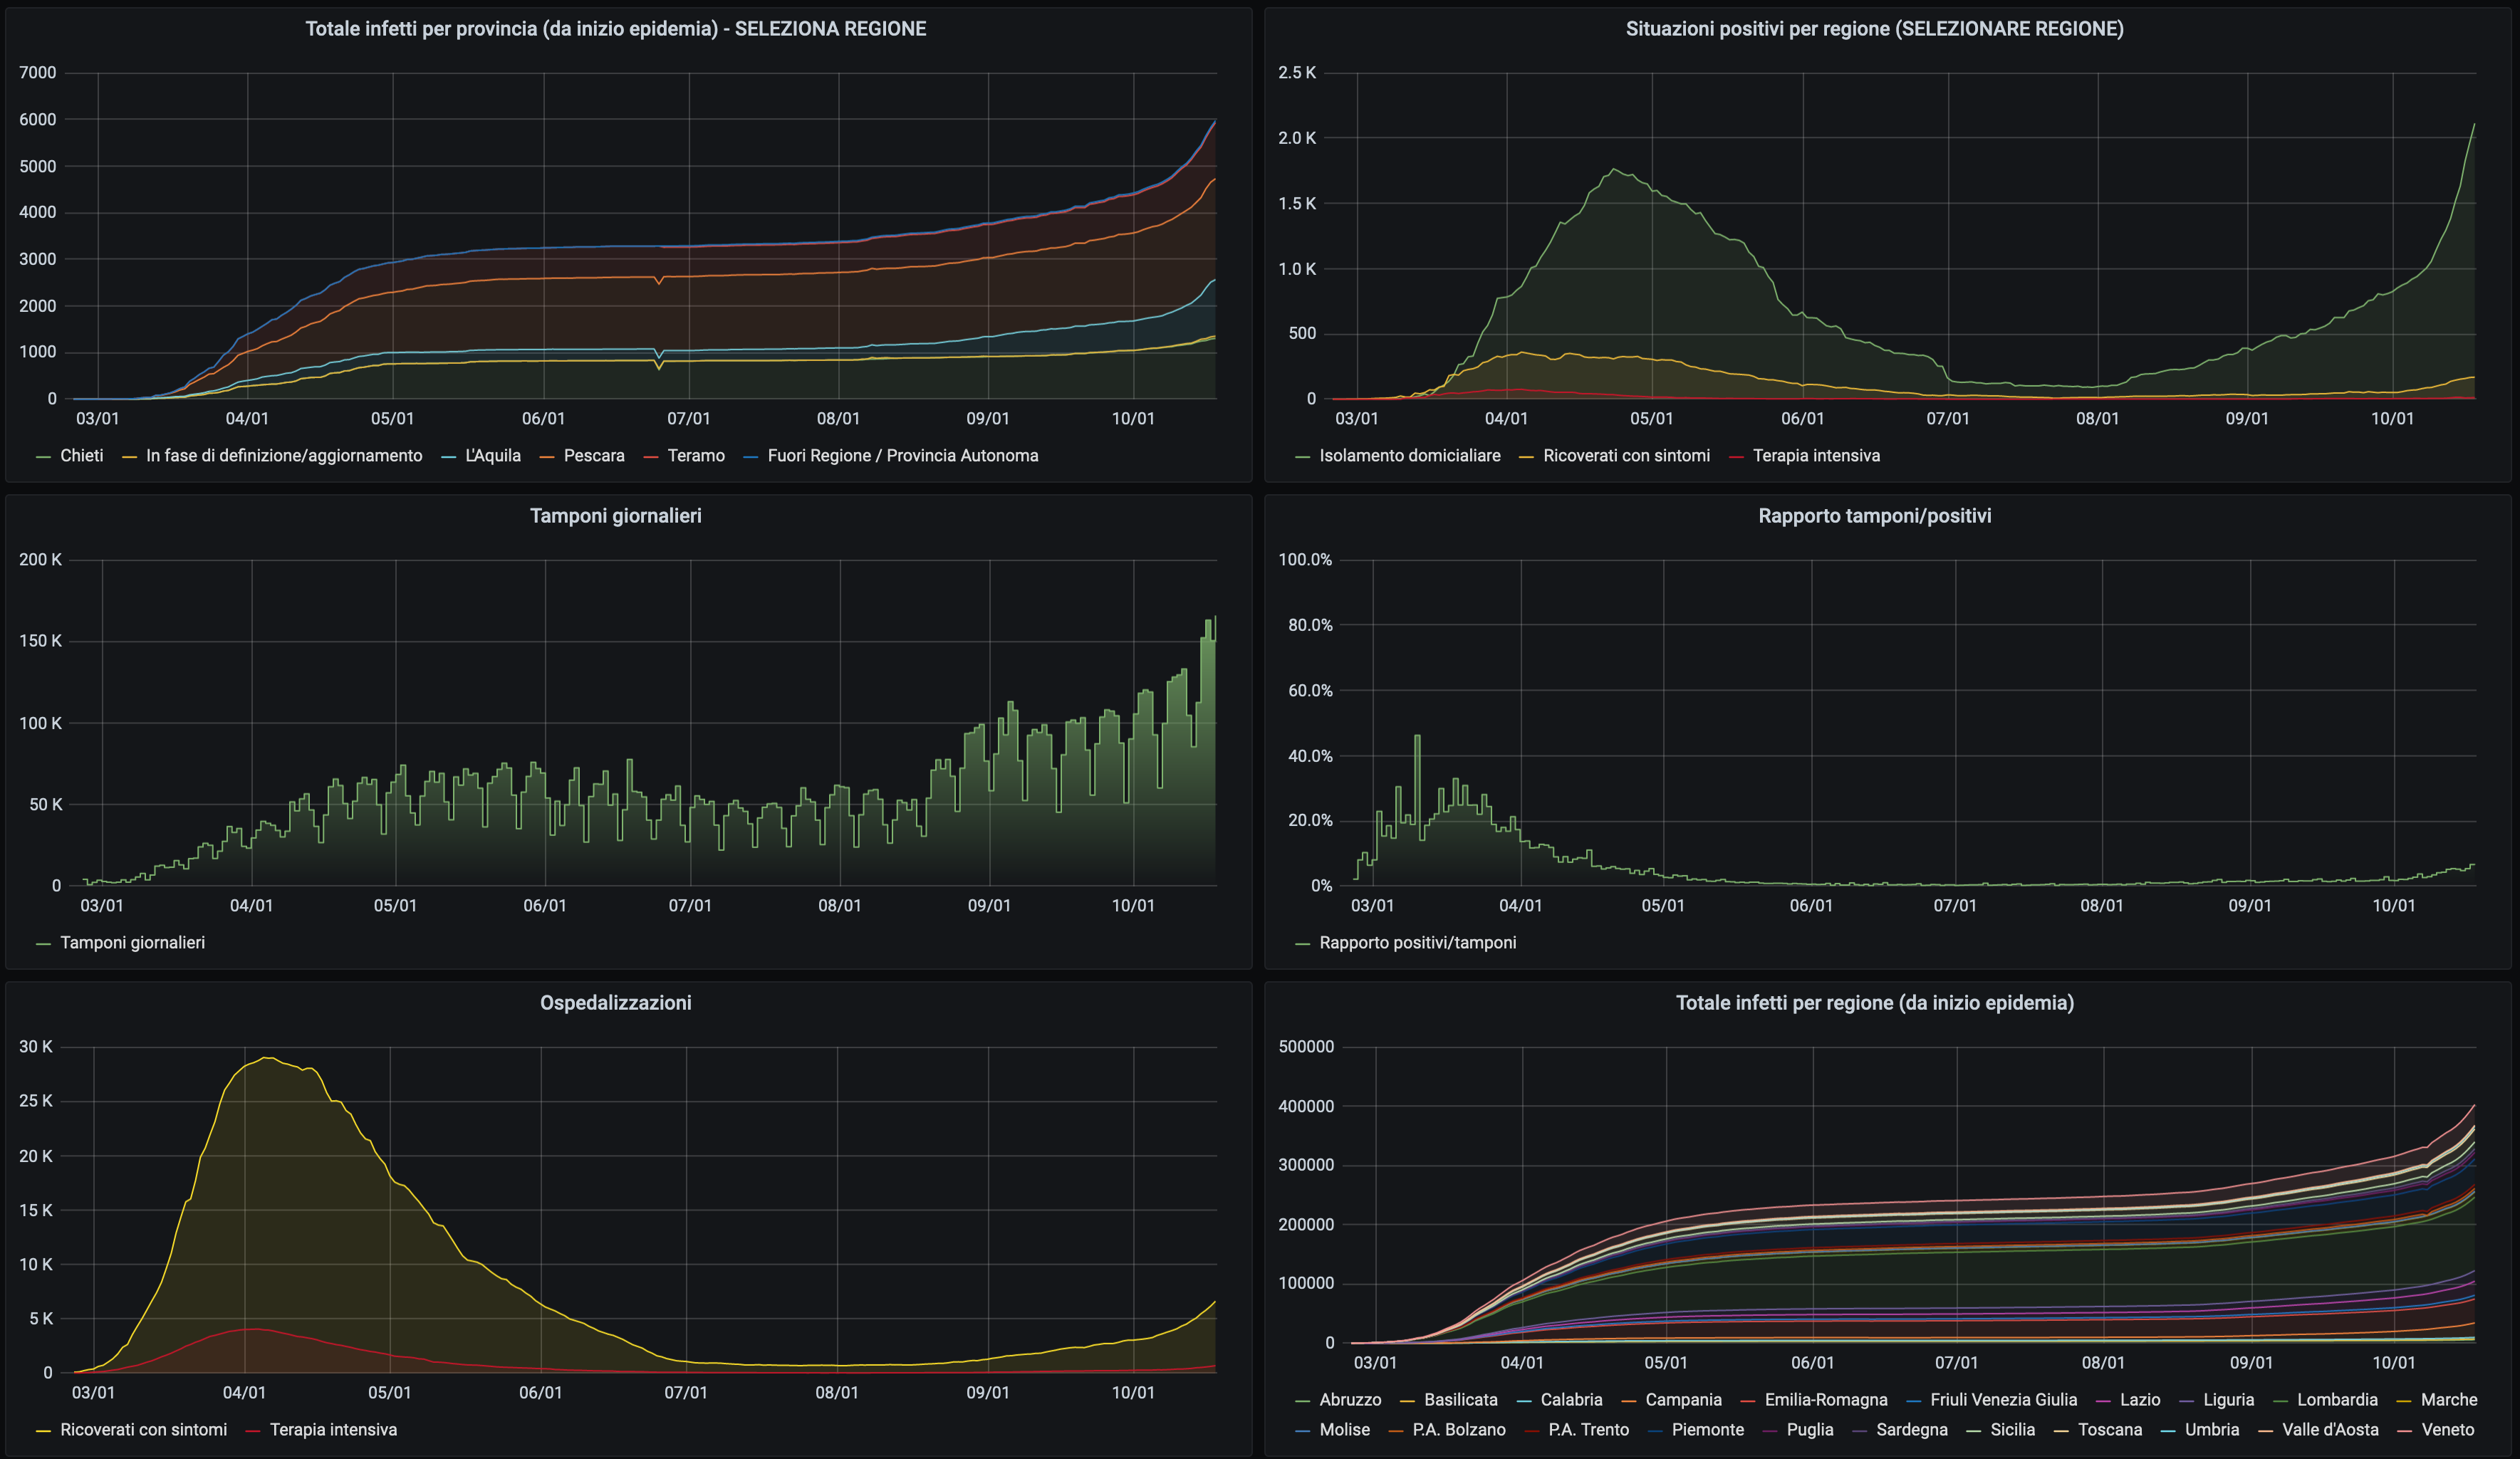 Totale infetti per provincia (da inizio epidemia) - SELEZIONA REGIONE
7000
6000
5000
4000
3000
2000
1000
0
03/01 04/01 05/01 06/01 07/01 08/01 09/01 10/01
Chieti In fase di definizione/aggiornamento L'Aquila Pescara Teramo Fuori Regione / Provincia Autonoma
Situazioni positivi per regione (SELEZIONARE REGIONE)
2.5 K
2.0 K
1.5 K
1.0 K
500
0
03/01 04/01 05/01 06/01 07/01 08/01 09/01 10/01
Isolamento domicialiare Ricoverati con sintomi Terapia intensiva
Tamponi giornalieri
200 K
150 K
100 K
50 K
0
03/01 04/01 05/01 06/01 07/01 08/01 09/01 10/01
Tamponi giornalieri
Rapporto tamponi/positivi
100.0%
80.0%
60.0%
40.0%
20.0%
0%
03/01 04/01 05/01 06/01 07/01 08/01 09/01 10/01
Rapporto positivi/tamponi
Ospedalizzazioni
30 K
25 K
20 K
15 K
10 K
5 K
0
03/01 04/01 05/01 06/01 07/01 08/01 09/01 10/01
Ricoverati con sintomi Terapia intensiva
Totale infetti per regione (da inizio epidemia)
500000
400000
300000
200000
100000
0
03/01 04/01 05/01 06/01 07/01 08/01 09/01 10/01
Abruzzo Basilicata Calabria Campania Emilia-Romagna Friuli Venezia Giulia Lazio Liguria Lombardia Marche
Molise P.A. Bolzano P.A. Trento Piemonte Puglia Sardegna Sicilia Toscana Umbria Valle d'Aosta Veneto